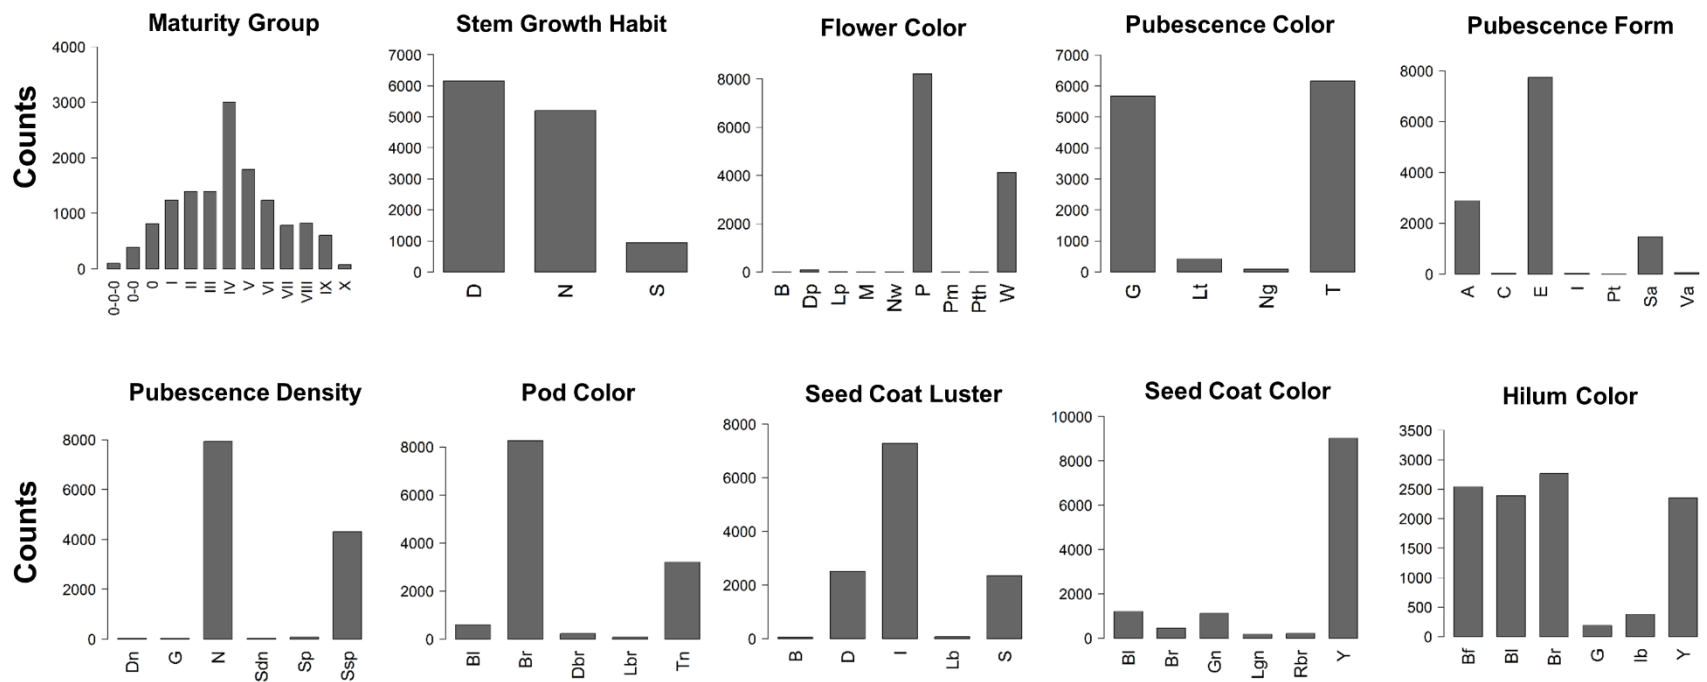 Maturity Group
Counts
4000
3000
2000
1000
0
0-0-0
0-0
0
I
II
III
IV
V
VI
VII
VIII
IX
X
Stem Growth Habit
7000
6000
5000
4000
3000
2000
1000
0
D
N
S
Flower Color
8000
6000
4000
2000
0
B
Dp
Lp
M
Nw
P
Pm
Pth
W
Pubescence Color
7000
6000
5000
4000
3000
2000
1000
0
G
Lt
Ng
T
Pubescence Form
8000
6000
4000
2000
0
A
C
E
I
Pt
Sa
Va
Pubescence Density
Counts
8000
6000
4000
2000
0
Dn
G
N
Sdn
Sp
Ssp
Pod Color
8000
6000
4000
2000
0
Bl
Br
Dbr
Lbr
Tn
Seed Coat Luster
8000
6000
4000
2000
0
B
D
I
Lb
S
Seed Coat Color
10000
8000
6000
4000
2000
0
Bl
Br
Gn
Lgn
Rbr
Y
Hilum Color
3500
3000
2500
2000
1500
1000
500
0
Bf
Bl
Br
G
Ib
Y